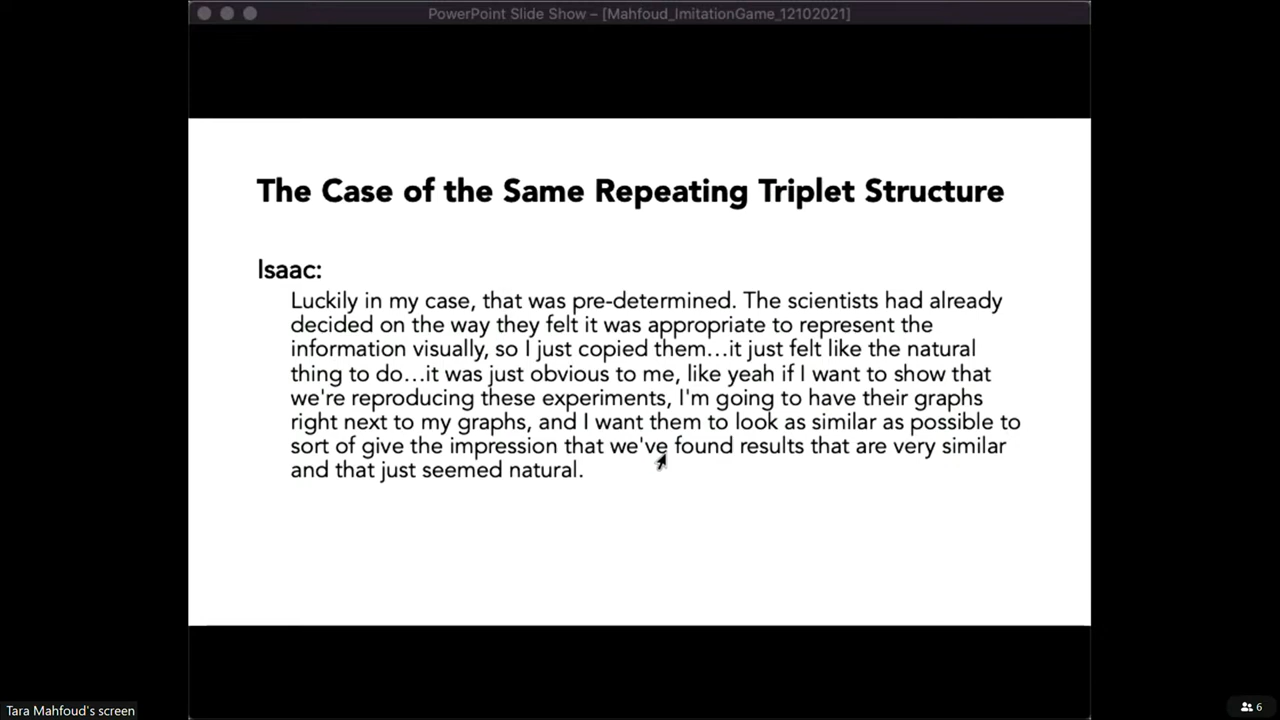 PowerPoint Slide Show – [Mahfoud_ImitationGame_12102021]
The Case of the Same Repeating Triplet Structure
Isaac:
Luckily in my case, that was pre-determined. The scientists had already
decided on the way they felt it was appropriate to represent the
information visually, so I just copied them…it just felt like the natural
thing to do…it was just obvious to me, like yeah if I want to show that
we're reproducing these experiments, I'm going to have their graphs
right next to my graphs, and I want them to look as similar as possible to
sort of give the impression that we've found results that are very similar
and that just seemed natural.
Tara Mahfoud's screen
6